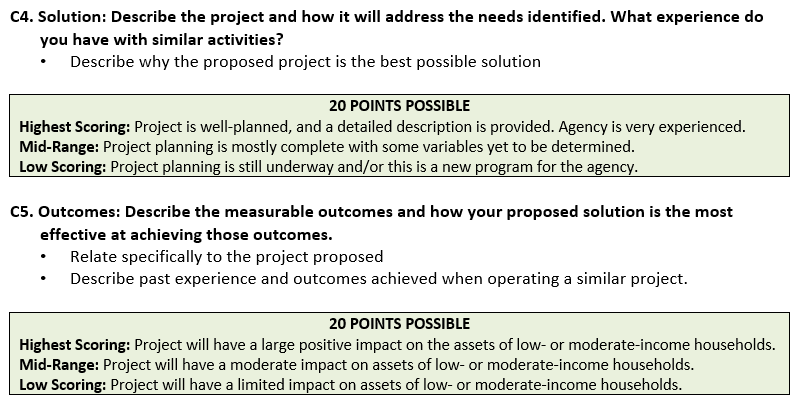 C4. Solution: Describe the project and how it will address the needs identified. What experience do
you have with similar activities?
• Describe why the proposed project is the best possible solution
20 POINTS POSSIBLE
Highest Scoring: Project is well-planned, and a detailed description is provided. Agency is very experienced.
Mid-Range: Project planning is mostly complete with some variables yet to be determined.
Low Scoring: Project planning is still underway and/or this is a new program for the agency.
C5. Outcomes: Describe the measurable outcomes and how your proposed solution is the most
effective at achieving those outcomes.
• Relate specifically to the project proposed
• Describe past experience and outcomes achieved when operating a similar project.
20 POINTS POSSIBLE
Highest Scoring: Project will have a large positive impact on the assets of low- or moderate-income households.
Mid-Range: Project will have a moderate impact on assets of low- or moderate-income households.
Low Scoring: Project will have a limited impact on assets of low- or moderate-income households.